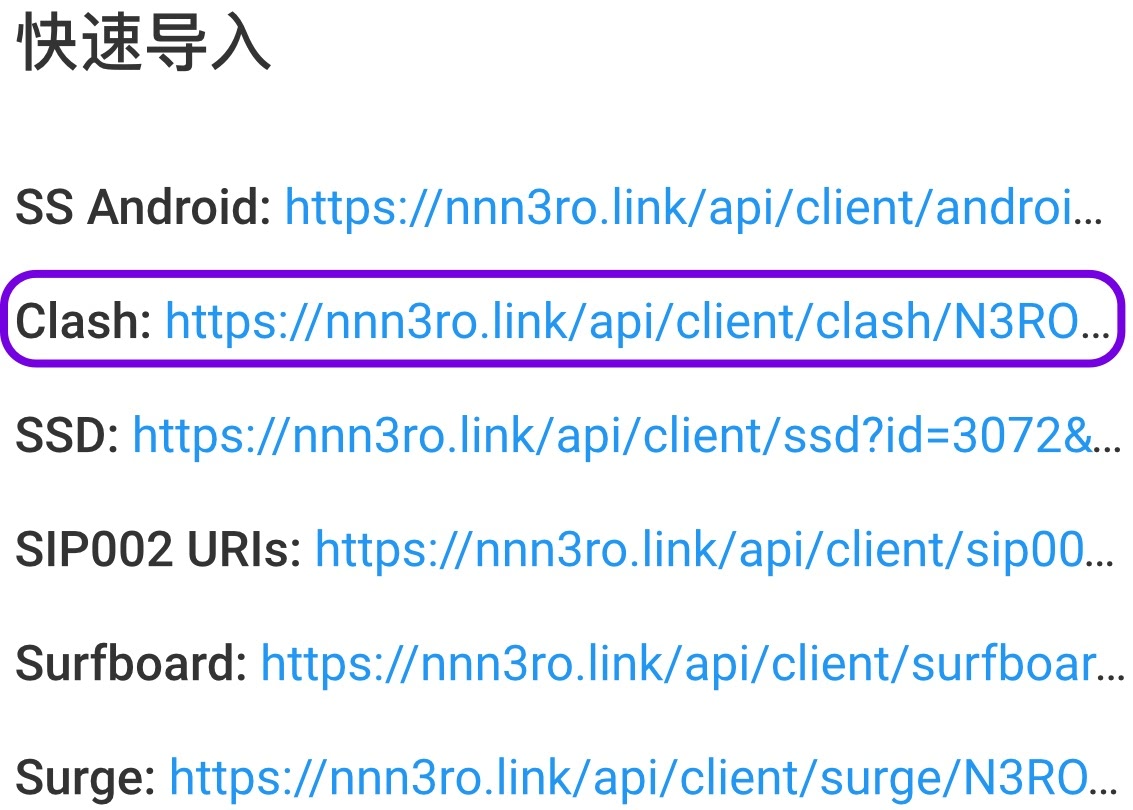 快速导入
SS Android: https://nnn3ro.link/api/client/androi...
Clash: https://nnn3ro.link/api/client/clash/N3RO...
SSD: https://nnn3ro.link/api/client/ssd?id=3072&...
SIP002 URIs: https://nnn3ro.link/api/client/sip00...
Surfboard: https://nnn3ro.link/api/client/surfboar...
Surge: https://nnn3ro.link/api/client/surge/N3RO...